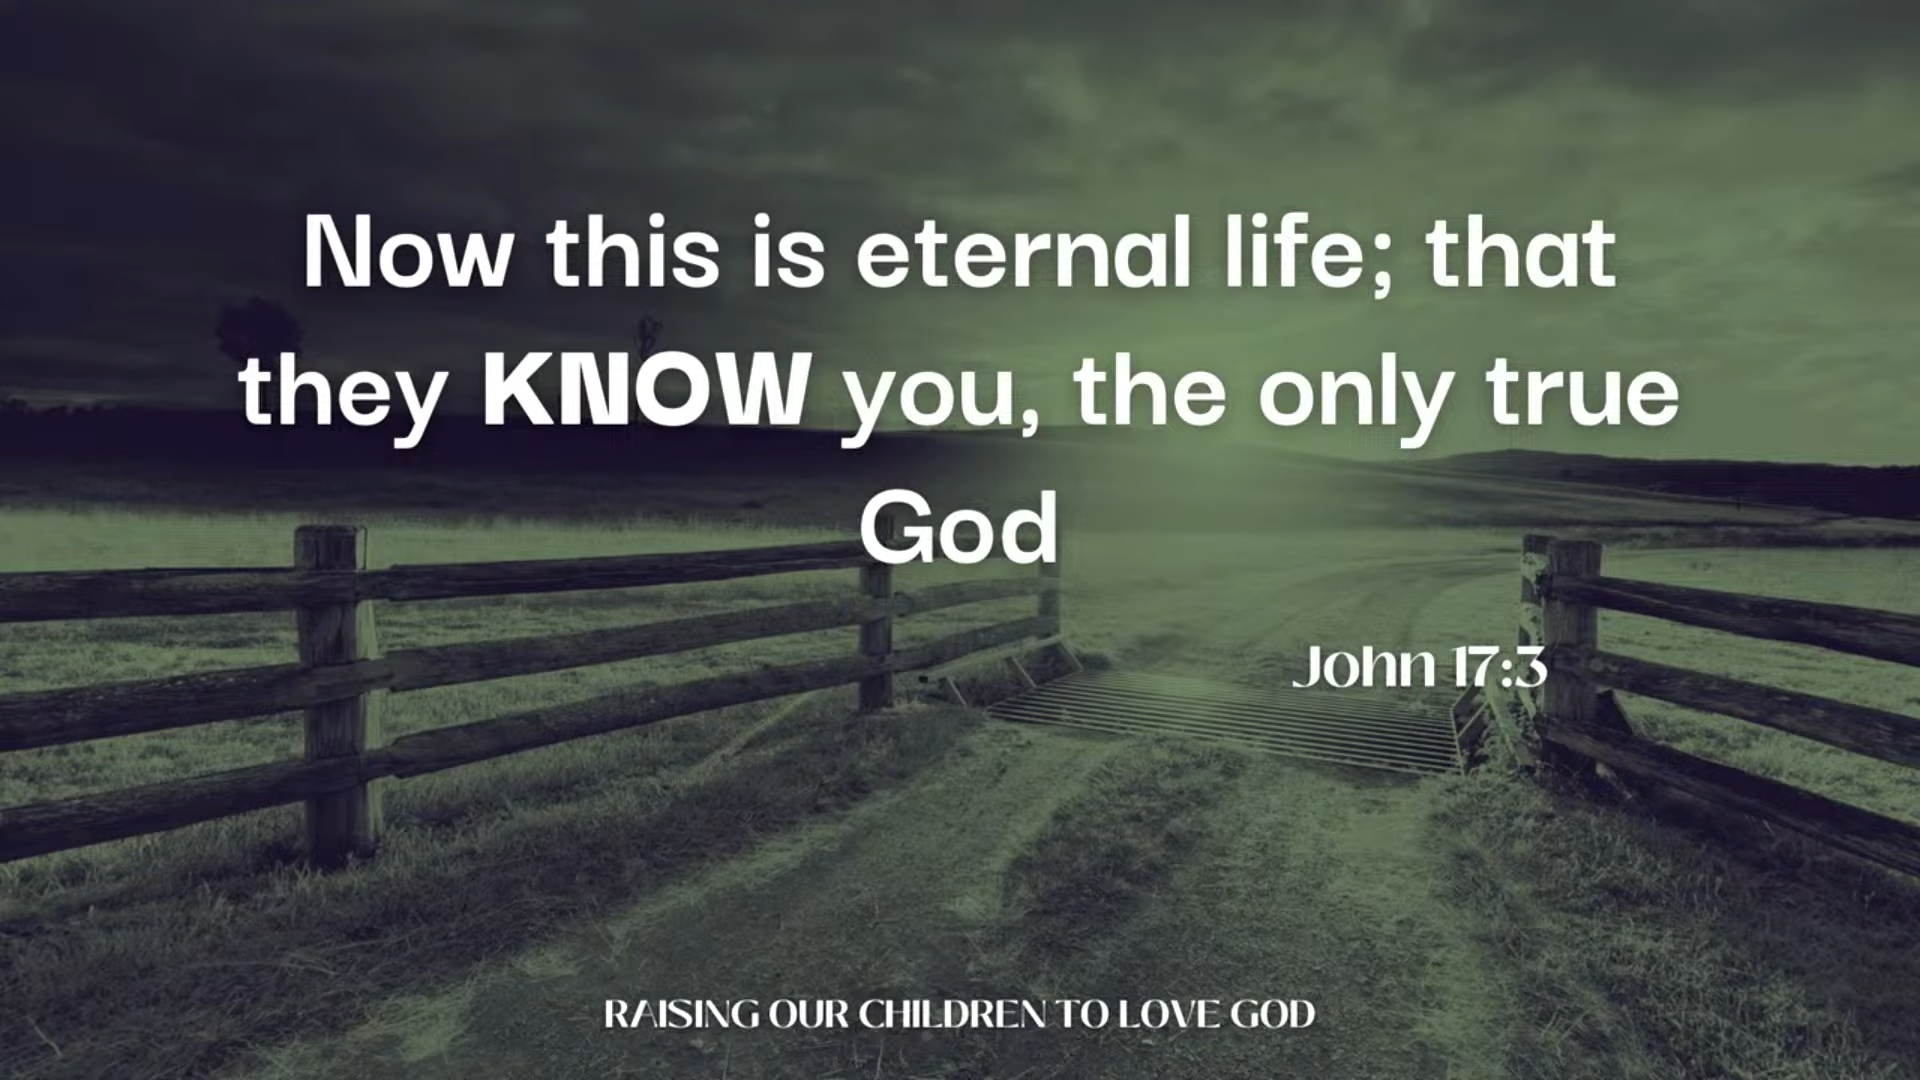 Now this is eternal life; that
they KNOW you, the only true
God
John 17:3
RAISING OUR CHILDREN TO LOVE GOD